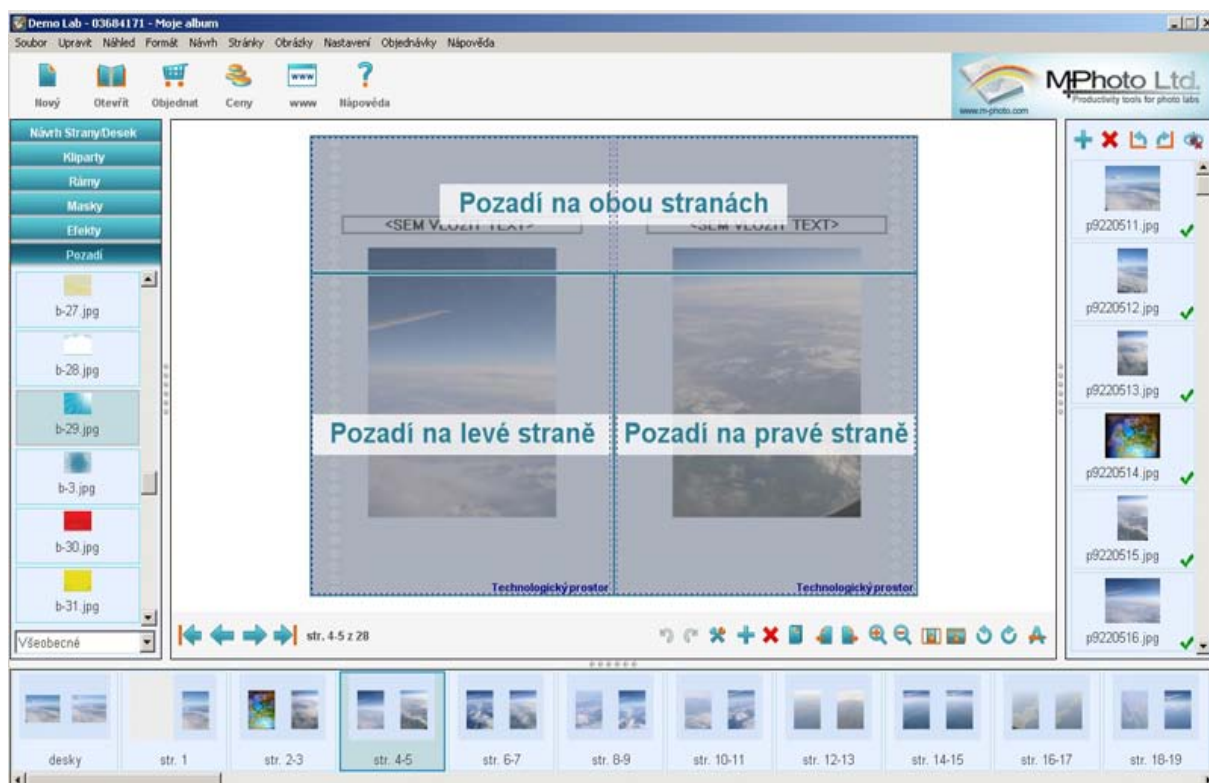 Demo Lab - 03684171 - Moje album
Soubor Upravit Náhled Formát Návrh Stránky Obrázky Nastavení Objednávky Nápověda
Nový Otevřít Objednat Ceny www Nápověda
www
M-Photo Ltd.
Productivity tools for photo labs
www.m-photo.com
Návrh Strany/Desek
Kliparty
Rámy
Masky
Efekty
Pozadí
b-27.jpg
b-28.jpg
b-29.jpg
b-3.jpg
b-30.jpg
b-31.jpg
Všeobecné
Pozadí na obou stranách
<SEM VLOŽIT TEXT> <SEM VLOŽIT TEXT>
Pozadí na levé straně Pozadí na pravé straně
Technologický prostor Technologický prostor
str. 4-5 z 28
p9220511.jpg
p9220512.jpg
p9220513.jpg
p9220514.jpg
p9220515.jpg
p9220516.jpg
desky str. 1 str. 2-3 str. 4-5 str. 6-7 str. 8-9 str. 10-11 str. 12-13 str. 14-15 str. 16-17 str. 18-19